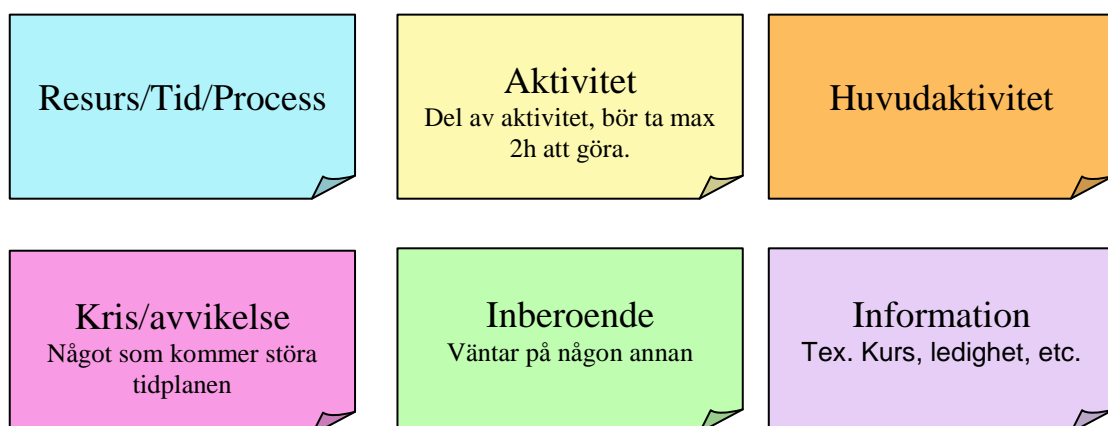 Resurs/Tid/Process
Aktivitet
Del av aktivitet, bör ta max
2h att göra.
Huvudaktivitet
Kris/avvikelse
Något som kommer störa
tidplanen
Inberoende
Väntar på någon annan
Information
Tex. Kurs, ledighet, etc.